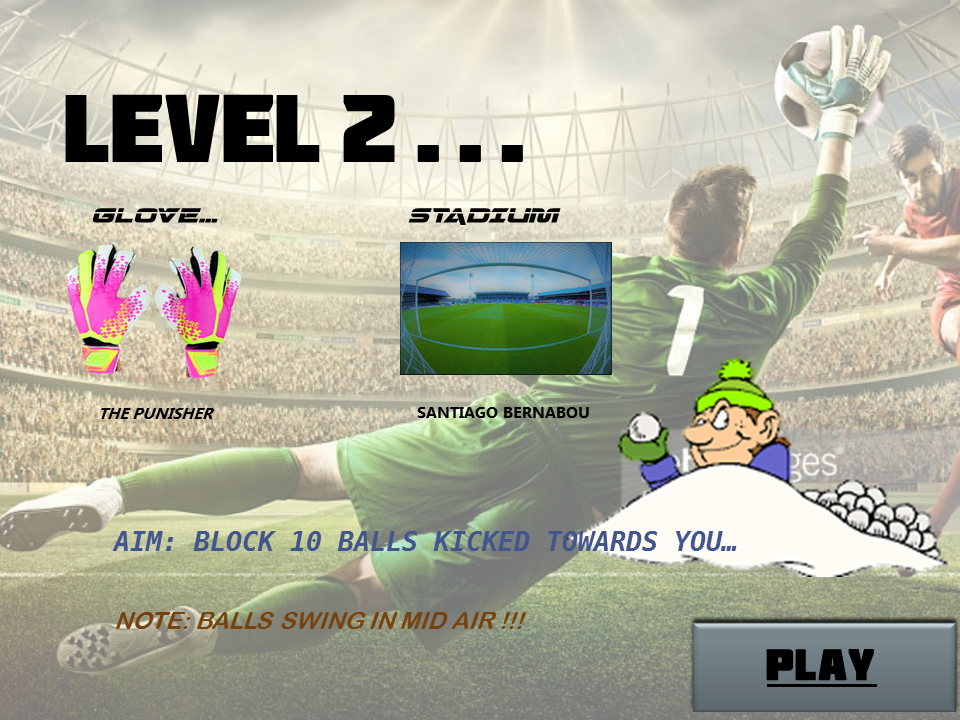 LEVEL 2...
GLOVE... STADIUM
THE PUNISHER SANTIAGO BERNABOU
1
AIM: BLOCK 10 BALLS KICKED TOWARDS YOU…
NOTE: BALLS SWING IN MID AIR !!!
PLAY